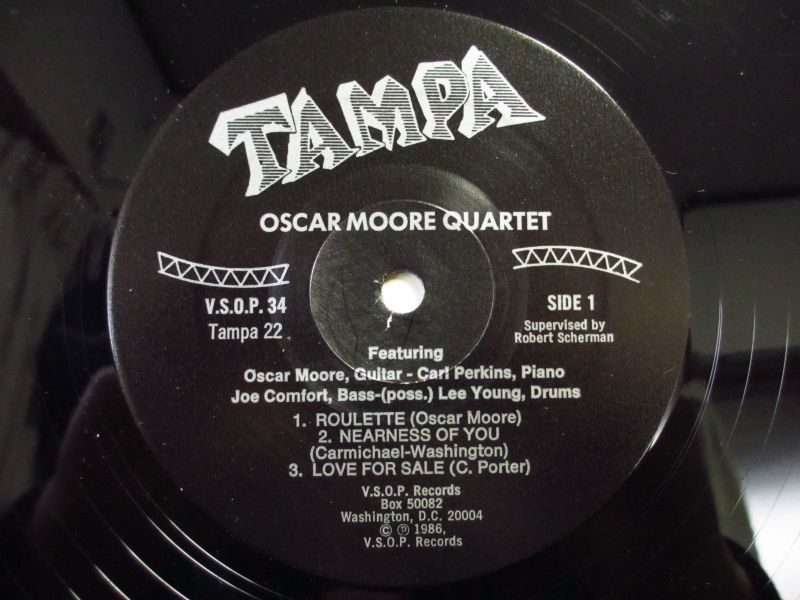 TAMPA
OSCAR MOORE QUARTET
V.S.O.P. 34
Tampa 22
SIDE 1
Supervised by
Robert Scherman
Featuring
Oscar Moore, Guitar - Carl Perkins, Piano
Joe Comfort, Bass-(poss.) Lee Young, Drums
1. ROULETTE (Oscar Moore)
2. NEARNESS OF YOU
(Carmichael-Washington)
3. LOVE FOR SALE (C. Porter)
V.S.O.P. Records
Box 50082
Washington, D.C. 20004
© ℗ 1986,
V.S.O.P. Records